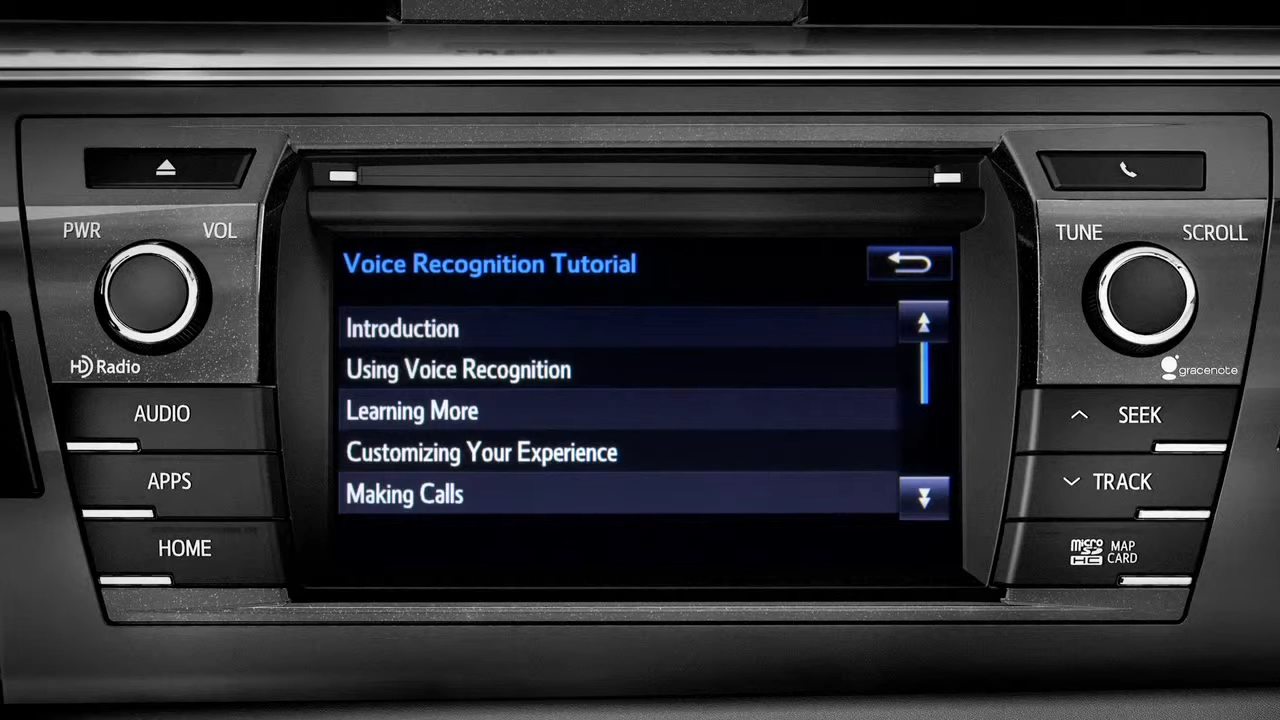 PWR
VOL
HD Radio
AUDIO
APPS
HOME
Voice Recognition Tutorial
Introduction
Using Voice Recognition
Learning More
Customizing Your Experience
Making Calls
TUNE
SCROLL
gracenote
SEEK
TRACK
micro SD HC
MAP
CARD